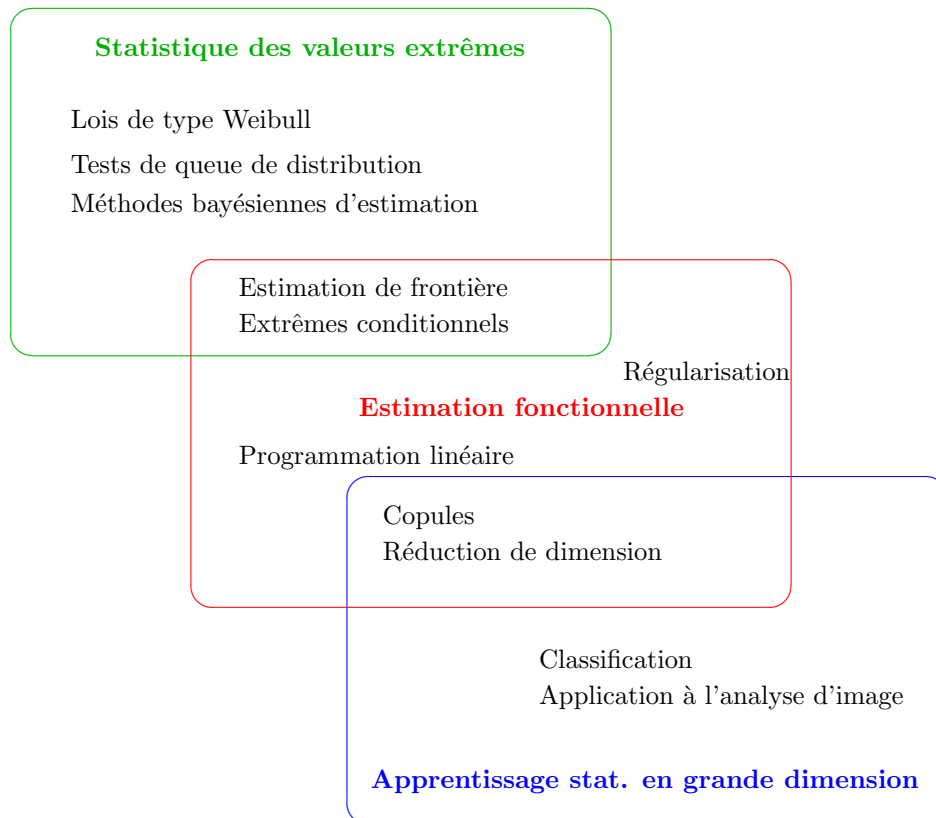 Statistique des valeurs extrêmes
Lois de type Weibull
Tests de queue de distribution
Méthodes bayésiennes d'estimation
Estimation de frontière
Extrêmes conditionnels
Régularisation
Estimation fonctionnelle
Programmation linéaire
Copules
Réduction de dimension
Classification
Application à l'analyse d'image
Apprentissage stat. en grande dimension